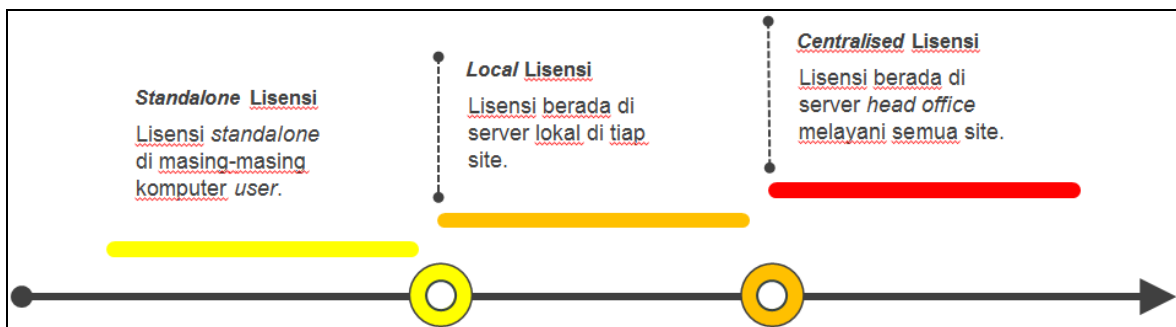 Standalone Lisensi
Lisensi standalone
di masing-masing
komputer user.
Local Lisensi
Lisensi berada di
server lokal di tiap
site.
Centralised Lisensi
Lisensi berada di
server head office
melayani semua site.